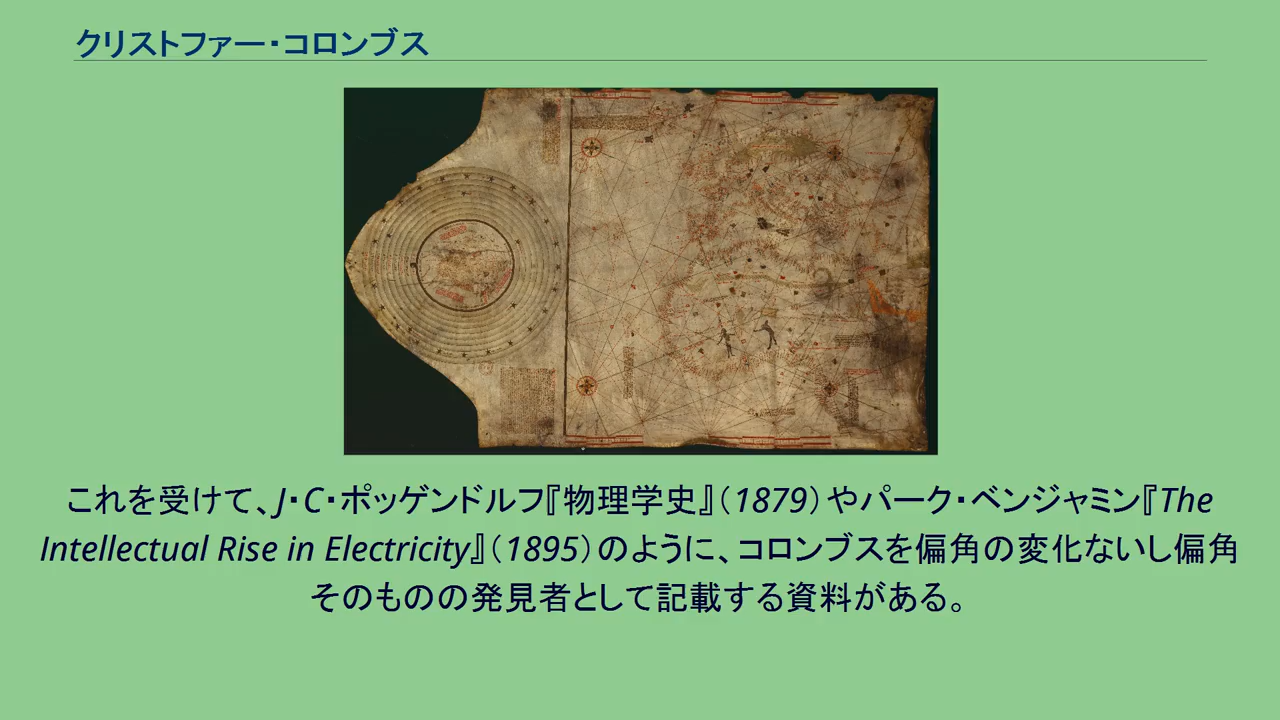 クリストファー・コロンブス
これを受けて、J・C・ポッゲンドルフ『物理学史』（1879）やパーク・ベンジャミン『The
Intellectual Rise in Electricity』（1895）のように、コロンブスを偏角の変化ないし偏角
そのものの発見者として記載する資料がある。